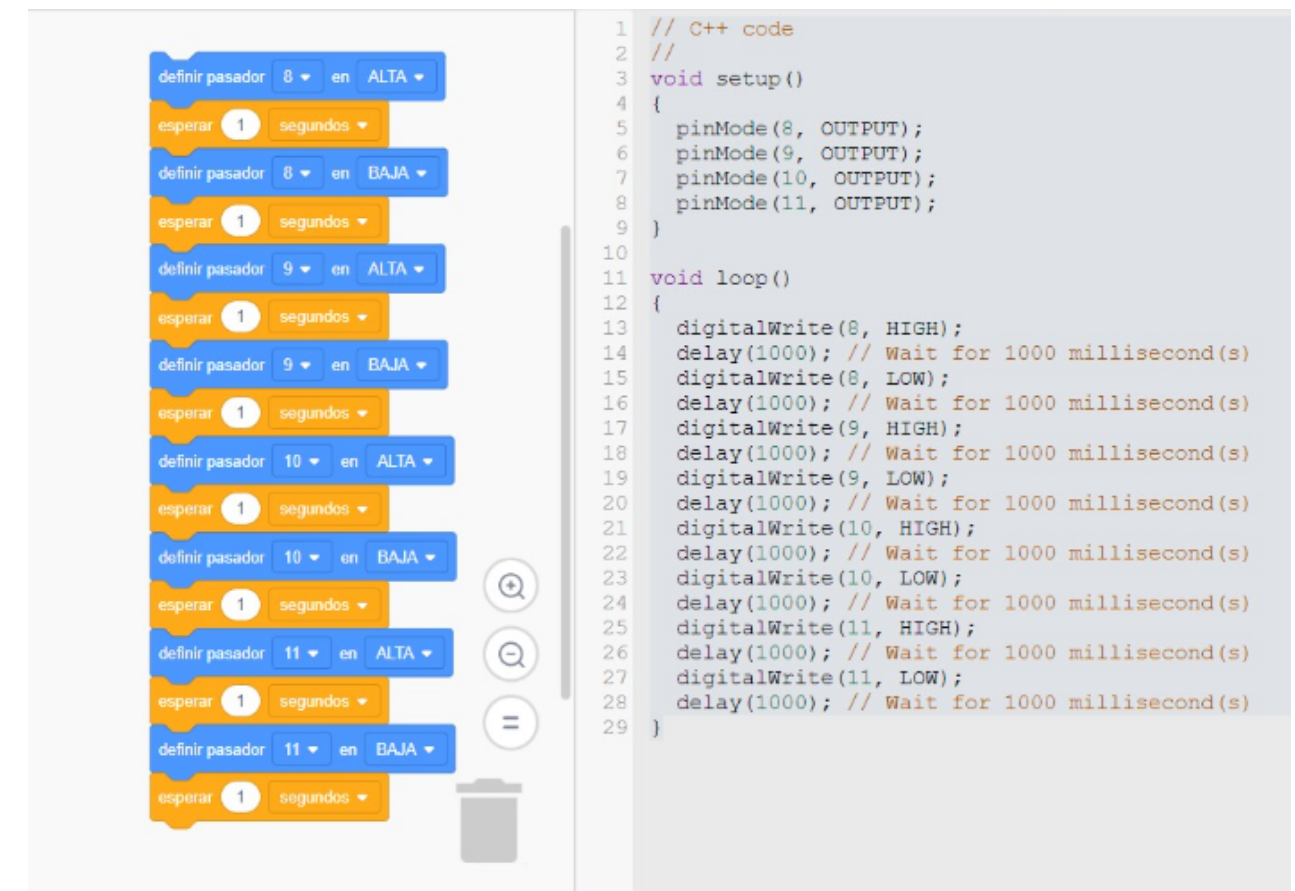 definir pasador 8 en ALTA
esperar 1 segundos
definir pasador 8 en BAJA
esperar 1 segundos
definir pasador 9 en ALTA
esperar 1 segundos
definir pasador 9 en BAJA
esperar 1 segundos
definir pasador 10 en ALTA
esperar 1 segundos
definir pasador 10 en BAJA
esperar 1 segundos
definir pasador 11 en ALTA
esperar 1 segundos
definir pasador 11 en BAJA
esperar 1 segundos
1 // C++ code
2 //
3 void setup()
4 {
5 pinMode(8, OUTPUT);
6 pinMode(9, OUTPUT);
7 pinMode(10, OUTPUT);
8 pinMode(11, OUTPUT);
9 }
10
11 void loop()
12 {
13 digitalWrite(8, HIGH);
14 delay(1000); // Wait for 1000 millisecond(s)
15 digitalWrite(8, LOW);
16 delay(1000); // Wait for 1000 millisecond(s)
17 digitalWrite(9, HIGH);
18 delay(1000); // Wait for 1000 millisecond(s)
19 digitalWrite(9, LOW);
20 delay(1000); // Wait for 1000 millisecond(s)
21 digitalWrite(10, HIGH);
22 delay(1000); // Wait for 1000 millisecond(s)
23 digitalWrite(10, LOW);
24 delay(1000); // Wait for 1000 millisecond(s)
25 digitalWrite(11, HIGH);
26 delay(1000); // Wait for 1000 millisecond(s)
27 digitalWrite(11, LOW);
28 delay(1000); // Wait for 1000 millisecond(s)
29 }